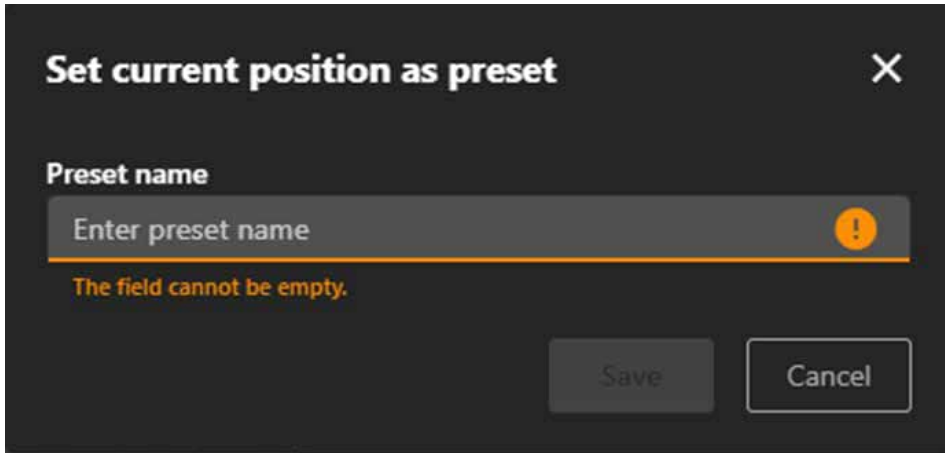 Set current position as preset
Preset name
Enter preset name
!
The field cannot be empty.
Save
Cancel